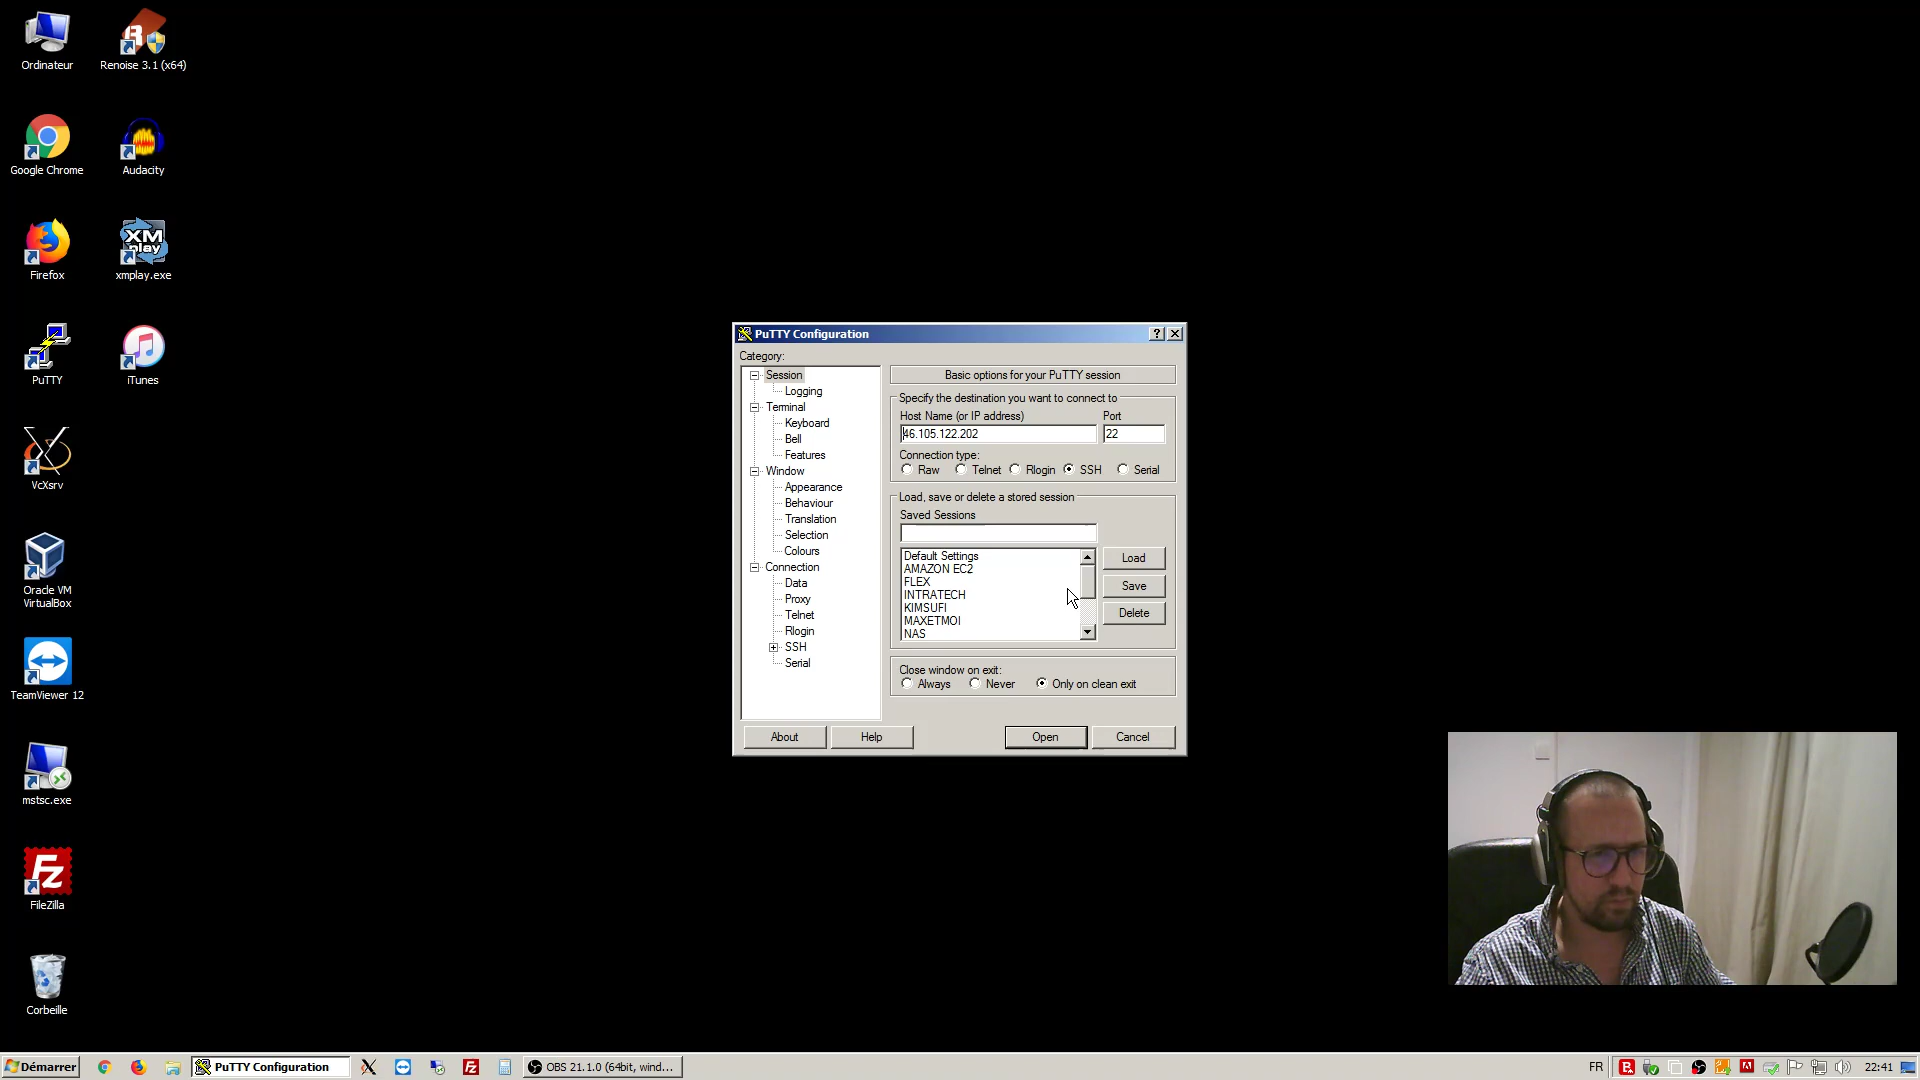 Ordinateur
Renoise 3.1 (x64)
Google Chrome
Audacity
Firefox
XM
play
xmplay.exe
PuTTY
iTunes
VcXsrv
Oracle VM
VirtualBox
TeamViewer 12
mstsc.exe
Fz
FileZilla
Corbeille
PuTTY Configuration
Category:
Session
Logging
Terminal
Keyboard
Bell
Features
Window
Appearance
Behaviour
Translation
Selection
Colours
Connection
Data
Proxy
Telnet
Rlogin
SSH
Serial
Basic options for your PuTTY session
Specify the destination you want to connect to
Host Name (or IP address)
Port
46.105.122.202
22
Connection type:
Raw
Telnet
Rlogin
SSH
Serial
Load, save or delete a stored session
Saved Sessions
Default Settings
AMAZON EC2
FLEX
INTRATECH
KIMSUFI
MAXETMOI
NAS
Load
Save
Delete
Close window on exit:
Always
Never
Only on clean exit
About
Help
Open
Cancel
Démarrer
PuTTY Configuration
OBS 21.1.0 (64bit, wind...
FR
22:41